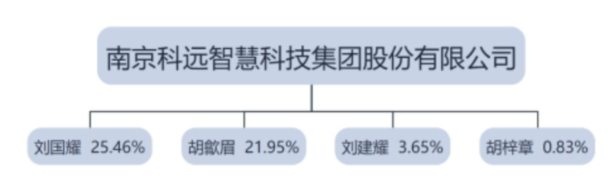 南京科远智慧科技集团股份有限公司
刘国耀 25.46%
胡歙眉 21.95%
刘建耀 3.65%
胡梓章 0.83%